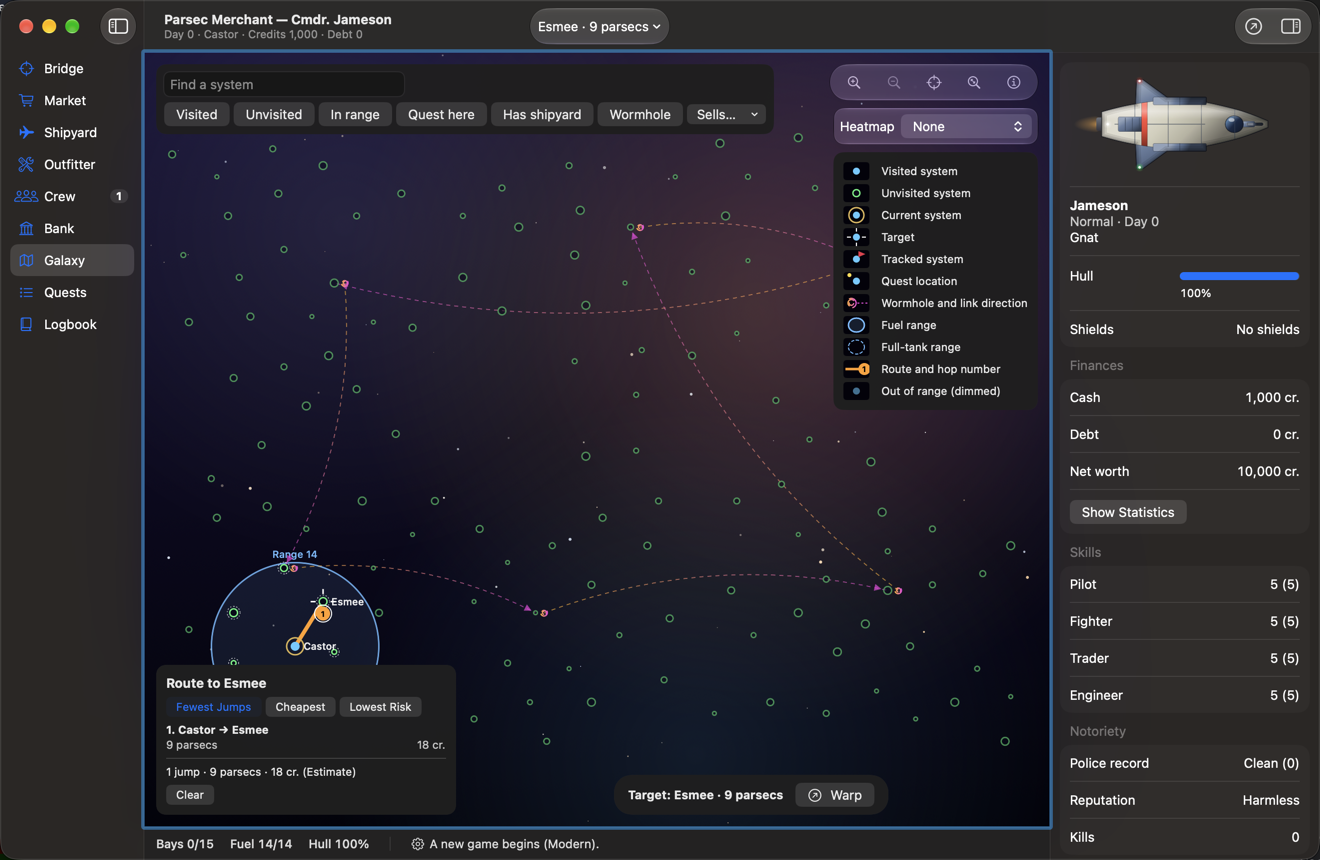 Parsec Merchant — Cmdr. Jameson
Day 0 · Castor · Credits 1,000 · Debt 0
Esmee · 9 parsecs
Bridge
Market
Shipyard
Outfitter
Crew 1
Bank
Galaxy
Quests
Logbook
Find a system
Visited Unvisited In range Quest here Has shipyard Wormhole Sells...
Heatmap None
Visited system
Unvisited system
Current system
Target
Tracked system
Quest location
Wormhole and link direction
Fuel range
Full-tank range
1 Route and hop number
Out of range (dimmed)
Range 14
Esmee
1
Castor
Route to Esmee
Fewest Jumps Cheapest Lowest Risk
1. Castor → Esmee
9 parsecs 18 cr.
1 jump · 9 parsecs · 18 cr. (Estimate)
Clear
Target: Esmee · 9 parsecs Warp
Bays 0/15 Fuel 14/14 Hull 100% A new game begins (Modern).
Jameson
Normal · Day 0
Gnat
Hull
100%
Shields No shields
Finances
Cash 1,000 cr.
Debt 0 cr.
Net worth 10,000 cr.
Show Statistics
Skills
Pilot 5 (5)
Fighter 5 (5)
Trader 5 (5)
Engineer 5 (5)
Notoriety
Police record Clean (0)
Reputation Harmless
Kills 0